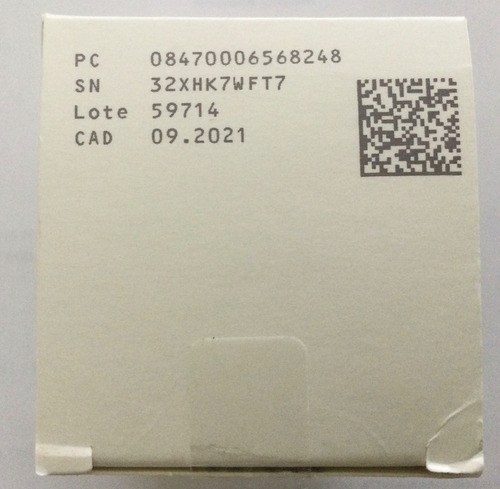 PC 08470006568248
SN 32XHK7WFT7
Lote 59714
CAD 09.2021